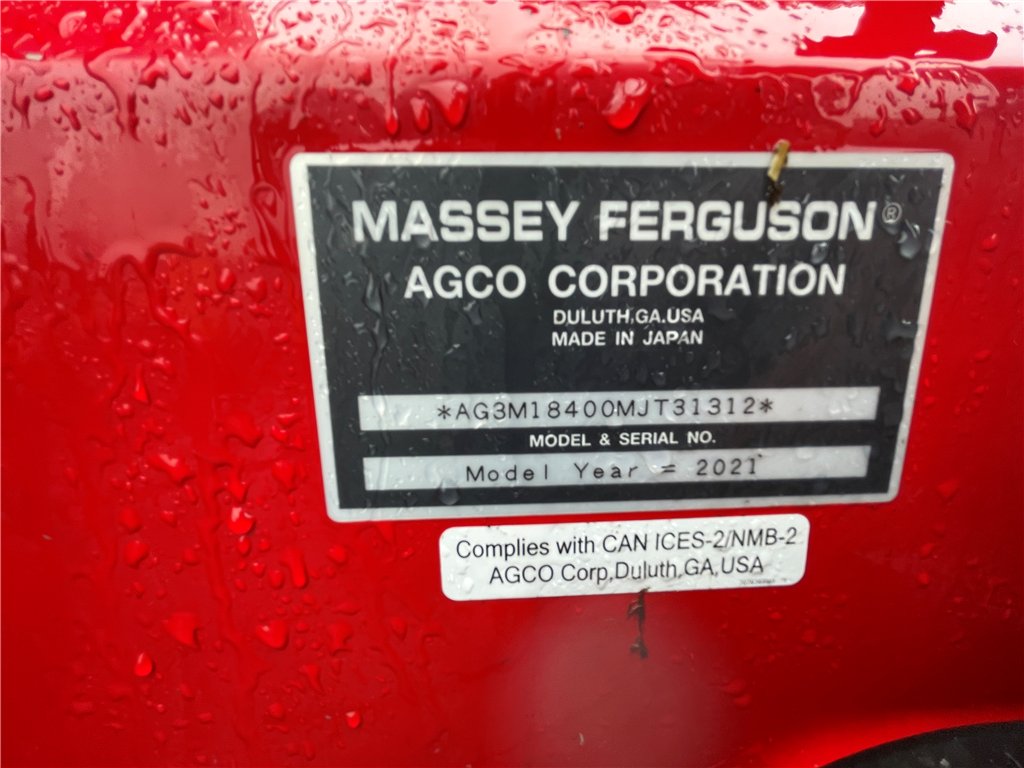 MASSEY FERGUSON®
AGCO CORPORATION
DULUTH,GA.USA
MADE IN JAPAN
*AG3M18400MJT31312*
MODEL & SERIAL NO.
Model Year = 2021
Complies with CAN ICES-2/NMB-2
AGCO Corp,Duluth,GA,USA